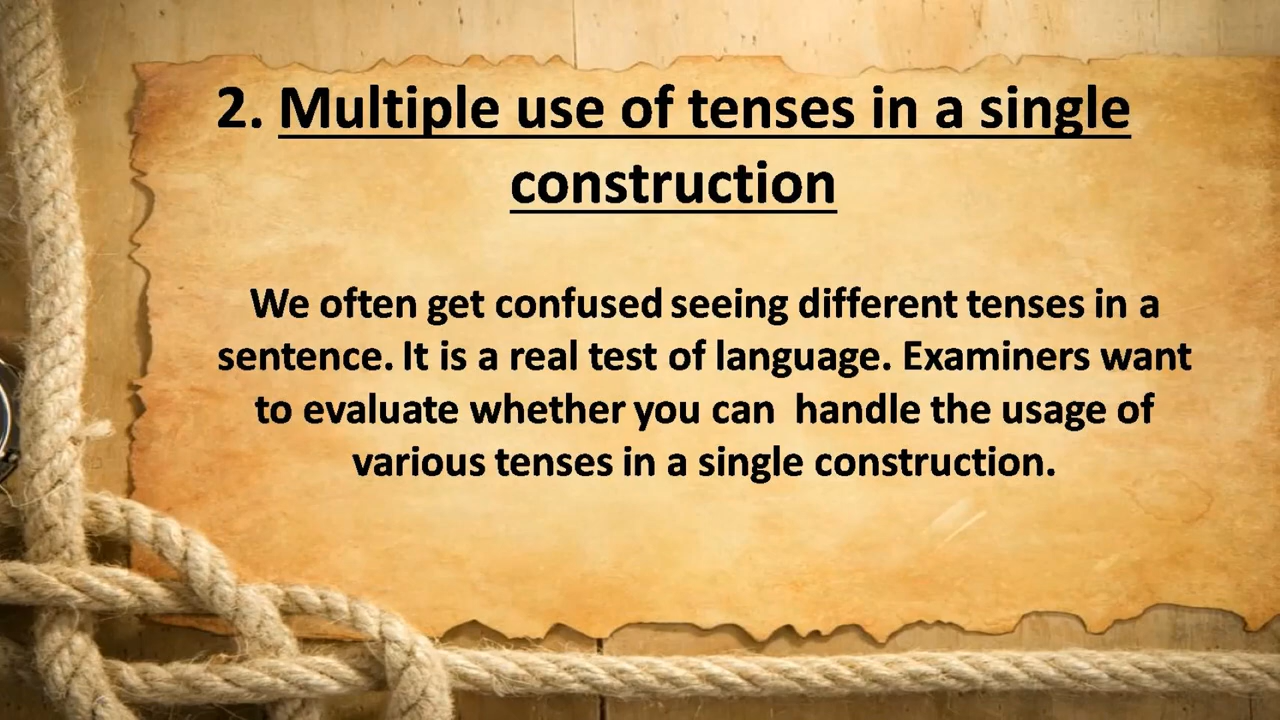 2. Multiple use of tenses in a single
construction
We often get confused seeing different tenses in a
sentence. It is a real test of language. Examiners want
to evaluate whether you can  handle the usage of
various tenses in a single construction.